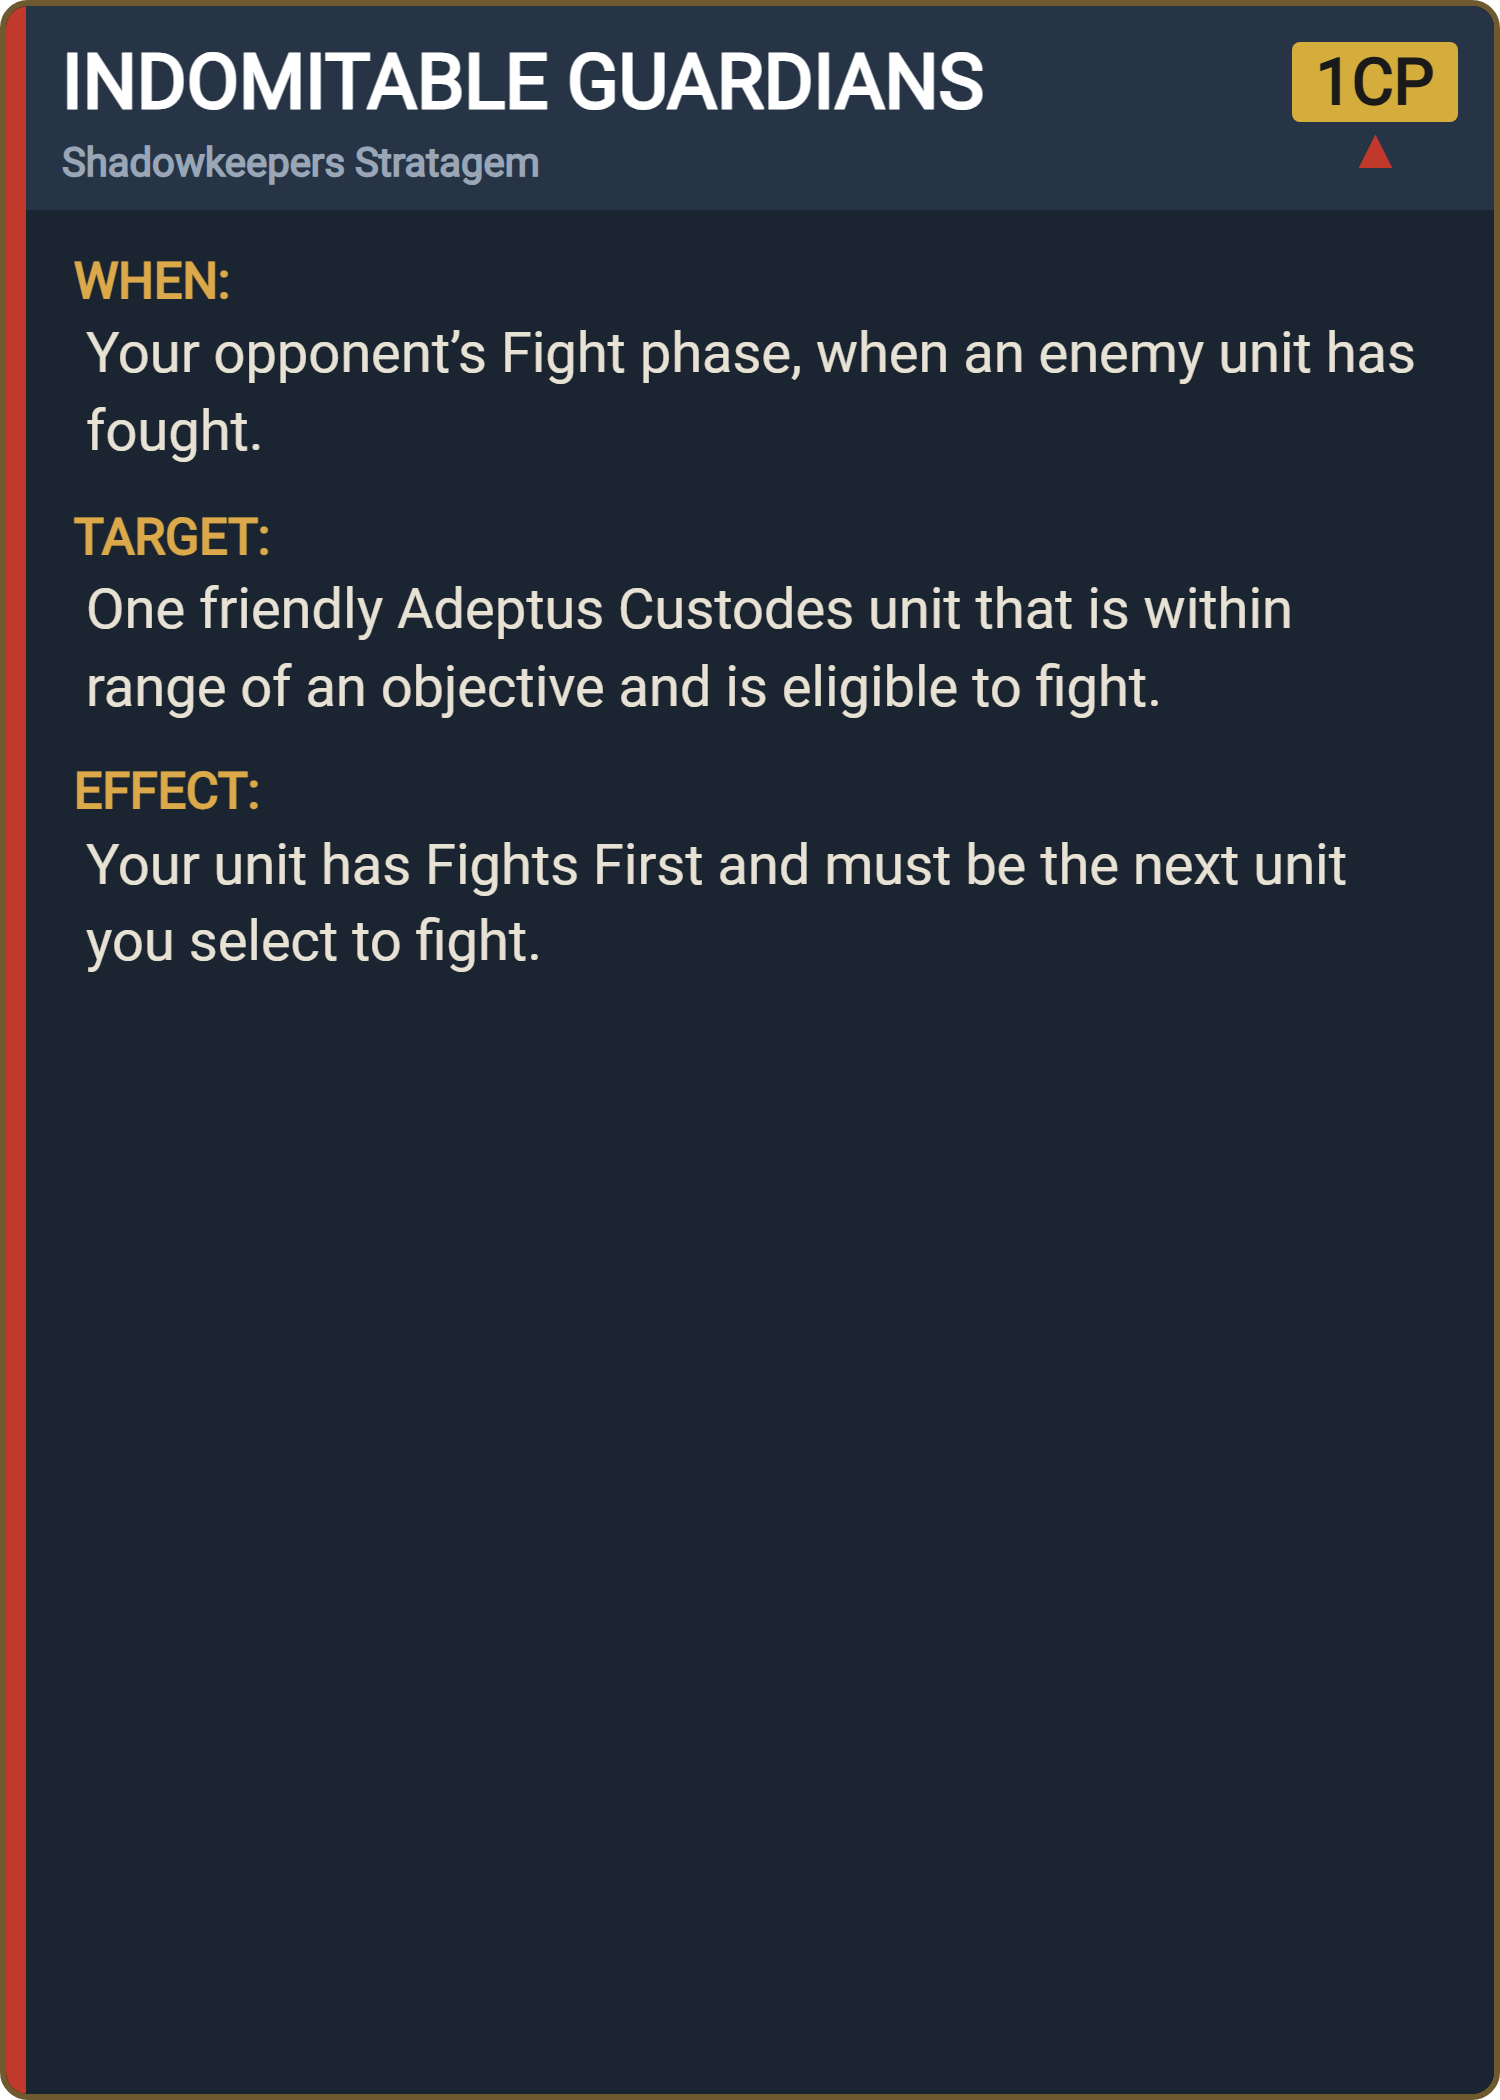 INDOMITABLE GUARDIANS
1CP
Shadowkeepers Stratagem
WHEN:
Your opponent’s Fight phase, when an enemy unit has
fought.
TARGET:
One friendly Adeptus Custodes unit that is within
range of an objective and is eligible to fight.
EFFECT:
Your unit has Fights First and must be the next unit
you select to fight.